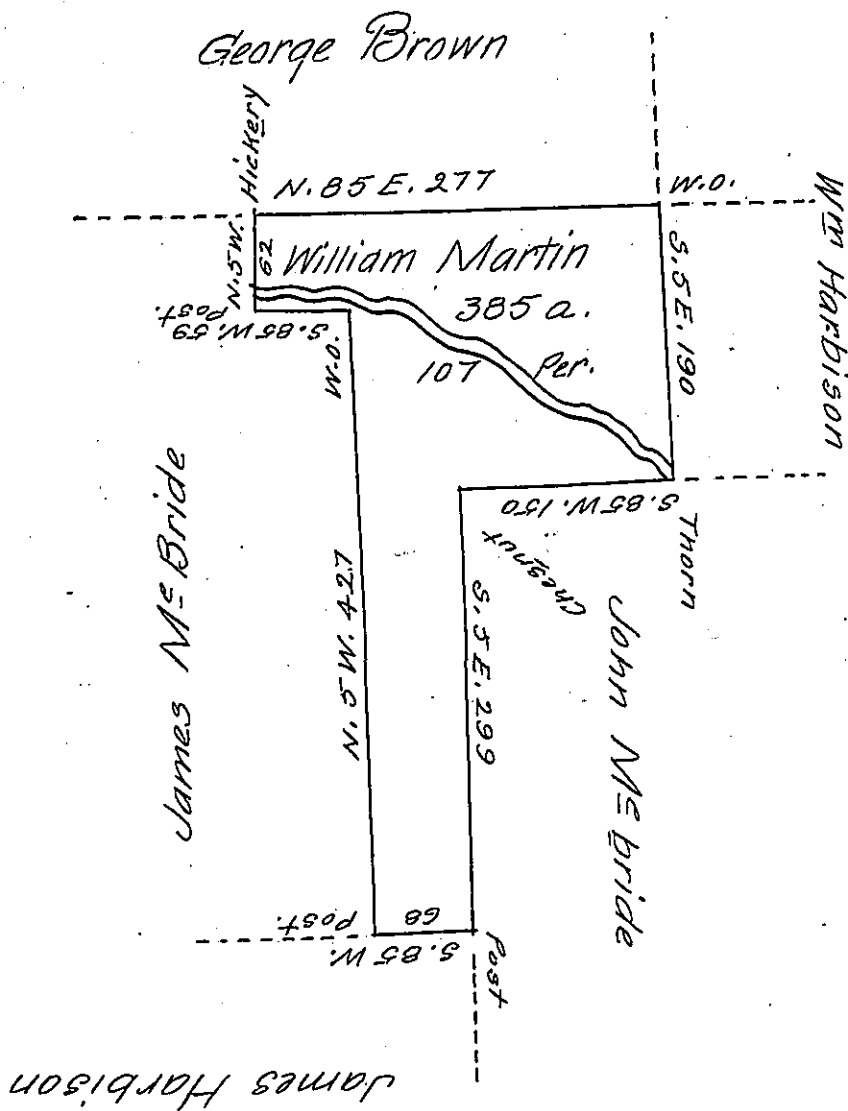 George Brown
Hickery
N. 85 E. 277
W.O.
Wm Harbison
N. 5 W.
62
William Martin
385 a.
107 Per.
S. 5 E. 190
Post.
S. 85 W. 59
W.O.
S. 85 W. 150
Thorn
Chesnut
James McBride
N. 5 W. 427
S. 5 E. 299
John Mcbride
Post.
68
S. 85 W.
Post
James Harbison